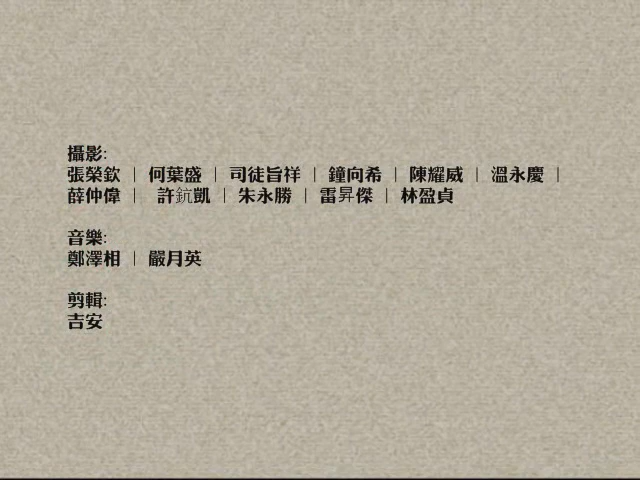 攝影:
張榮欽 | 何葉盛 | 司徒旨祥 | 鐘向希 | 陳耀威 | 溫永慶 |
薛仲偉 | 許鈧凱 | 朱永勝 | 雷昇傑 | 林盈貞
音樂:
鄭澤相 | 嚴月英
剪輯:
吉安